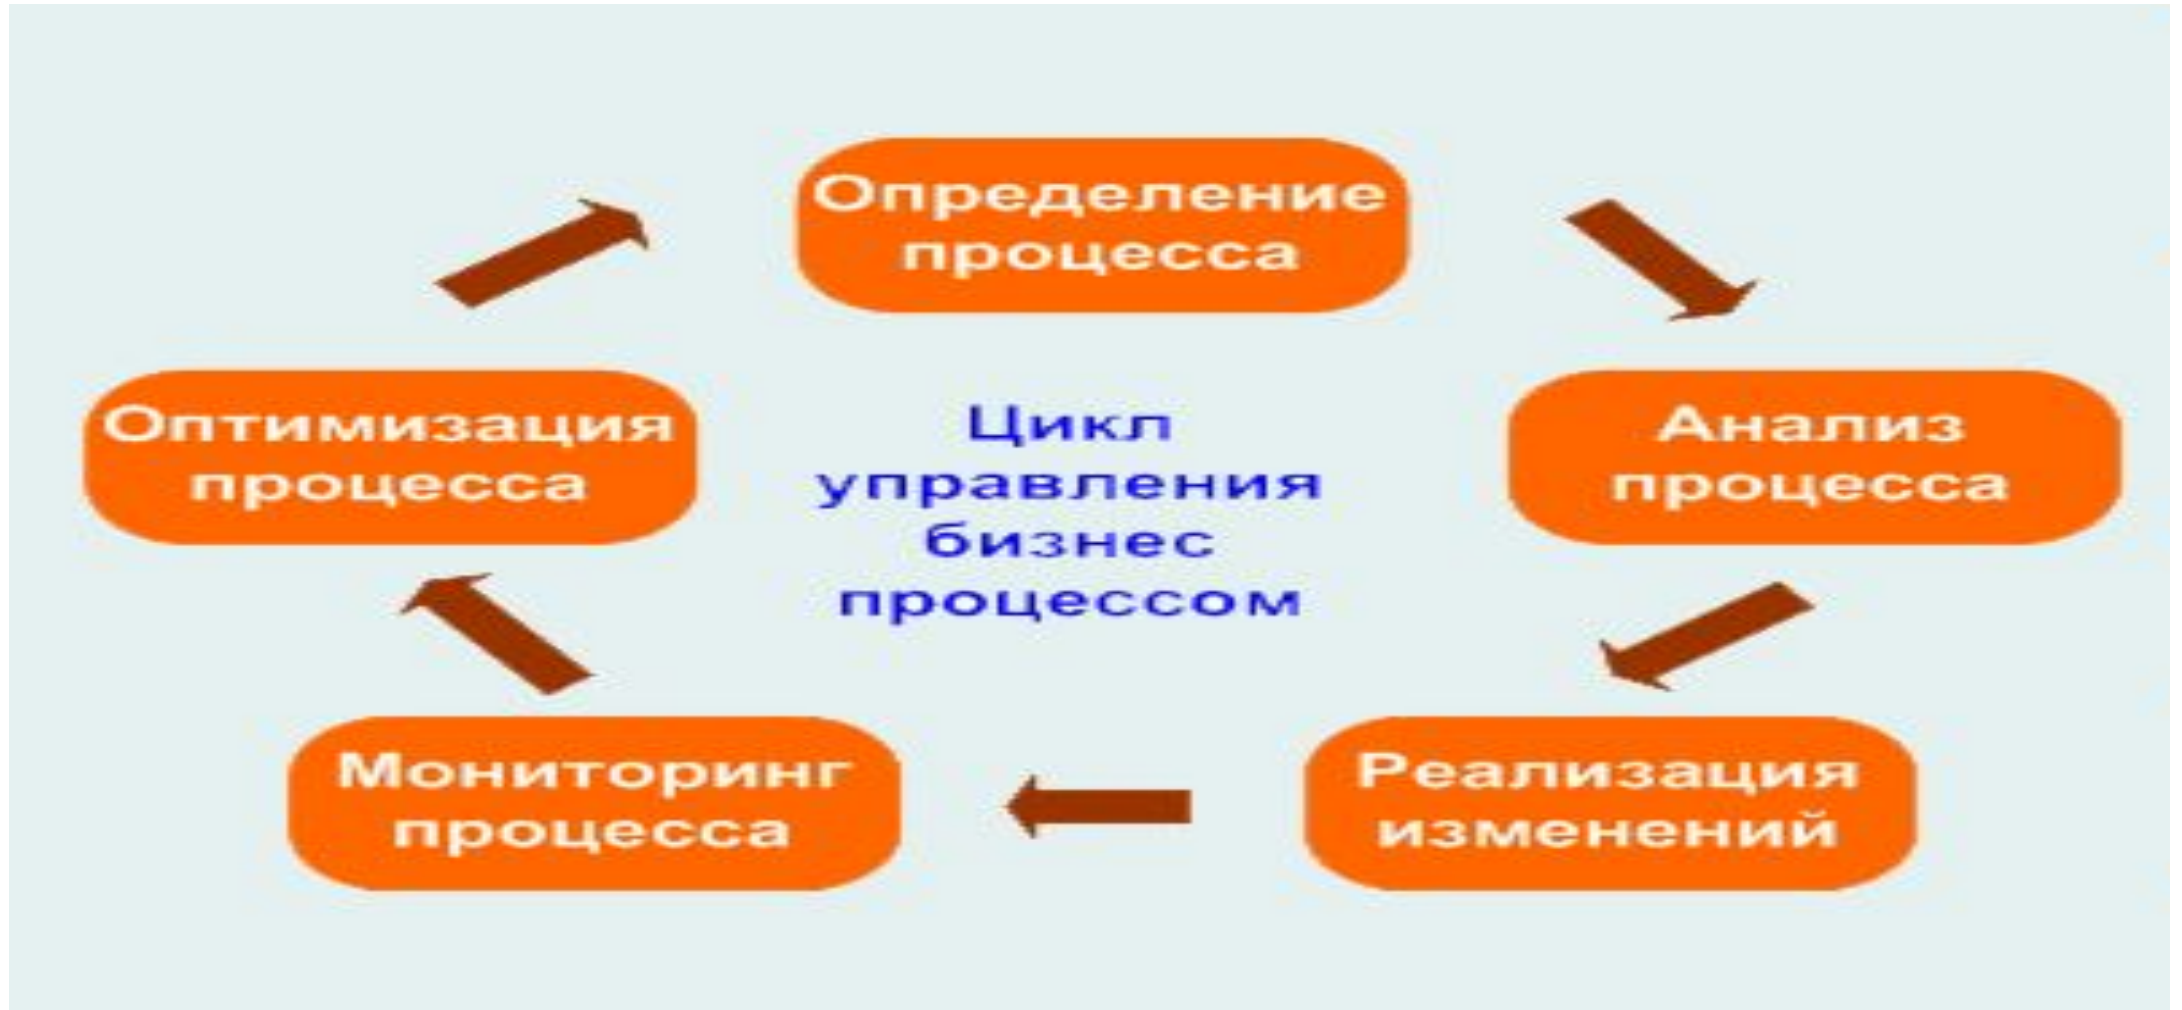 Определение
процесса
Анализ
процесса
Реализация
изменений
Мониторинг
процесса
Оптимизация
процесса
Цикл
управления
бизнес
процессом